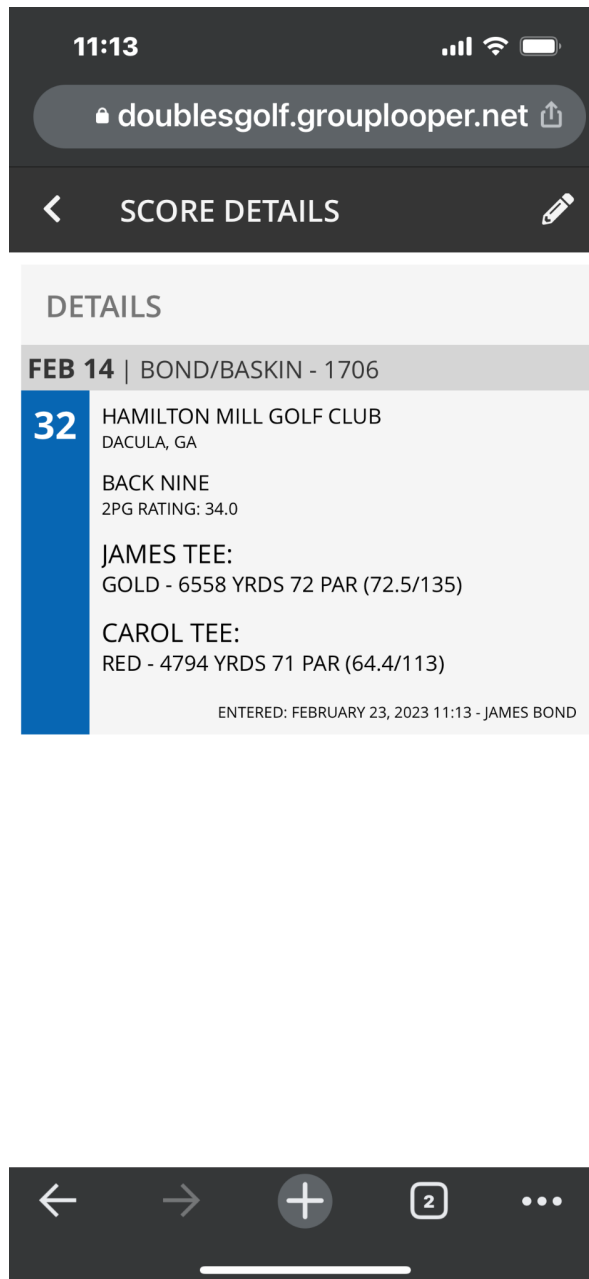 11:13
doublesgolf.grouplooper.net
SCORE DETAILS
DETAILS
FEB 14 | BOND/BASKIN - 1706
32
HAMILTON MILL GOLF CLUB
DACULA, GA
BACK NINE
2PG RATING: 34.0
JAMES TEE:
GOLD - 6558 YRDS 72 PAR (72.5/135)
CAROL TEE:
RED - 4794 YRDS 71 PAR (64.4/113)
ENTERED: FEBRUARY 23, 2023 11:13 - JAMES BOND
2